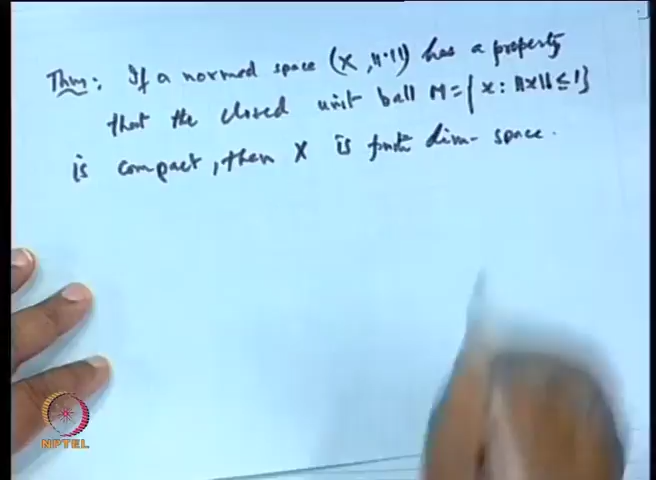 Thm: If a normed space (X, ||·||) has a property
that the closed unit ball M = { x : ||x|| ≤ 1}
is compact, then X is finite dim- space.
NPTEL